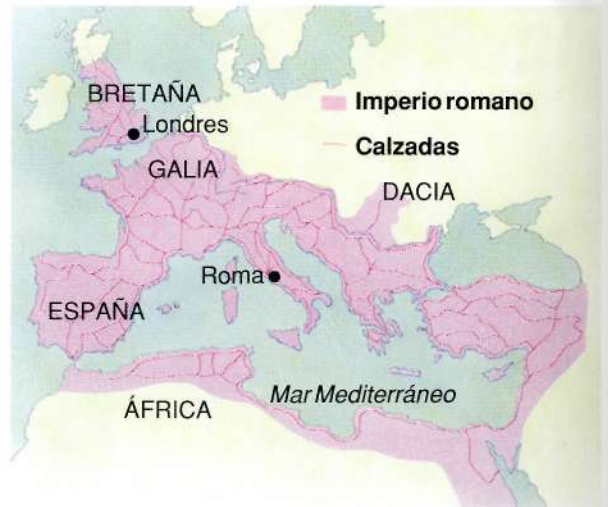 BRETAÑA
Londres
GALIA
Imperio romano
Calzadas
DACIA
Roma
ESPAÑA
Mar Mediterráneo
ÁFRICA